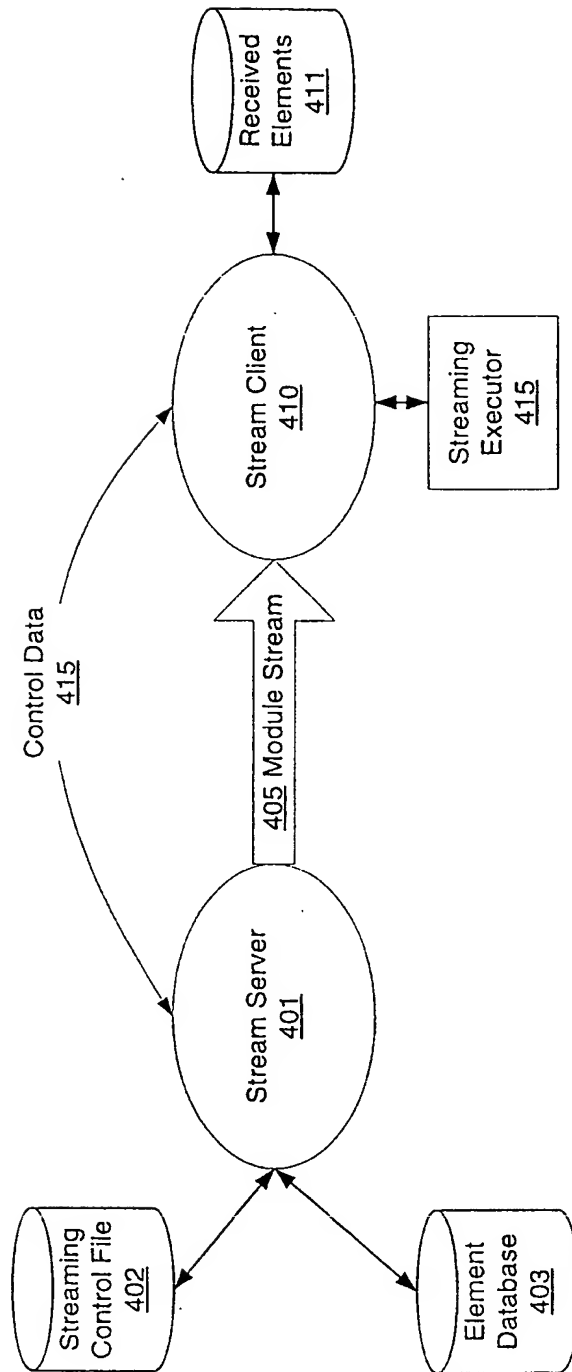 Streaming
Control File
402
Element
Database
403
Stream Server
401
Control Data
415
405 Module Stream
Stream Client
410
Streaming
Executor
415
Received
Elements
411